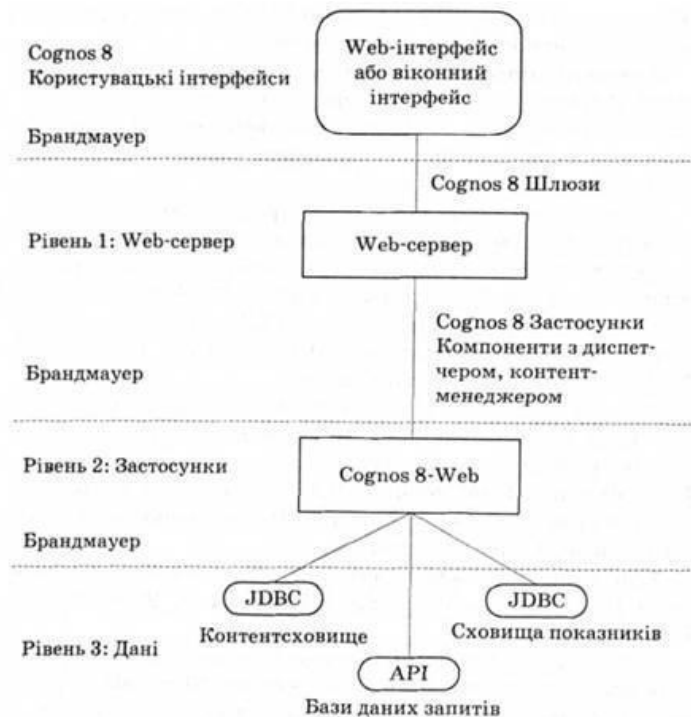 Cognos 8
Користувацькі інтерфейси
Web-інтерфейс
або віконний
інтерфейс
Брандмауер
Cognos 8 Шлюзи
Рівень 1: Web-сервер
Web-сервер
Cognos 8 Застосунки
Компоненти з диспет-
чером, контент-
менеджером
Брандмауер
Рівень 2: Застосунки
Cognos 8-Web
Брандмауер
JDBC
JDBC
Контентсховище
Сховища показників
Рівень 3: Дані
API
Бази даних запитів